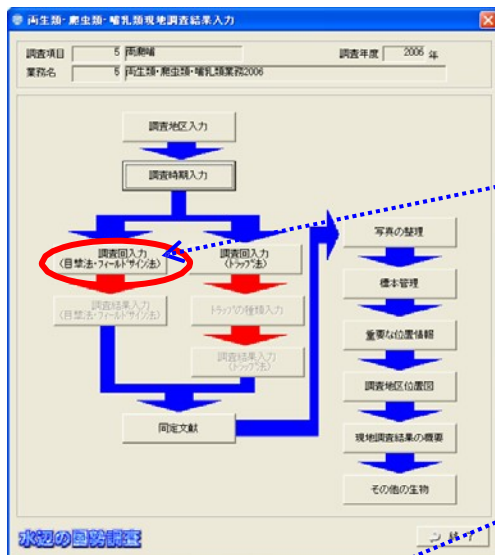 両生類・爬虫類・哺乳類現地調査結果入力
調査項目 5 両爬哺 調査年度 2006 年
業務名 5 両生類・爬虫類・哺乳類業務2006
調査地区入力
調査時期入力
調査回入力
(目撃法・フィールドサイン法)
調査回入力
(トラップ法)
調査結果入力
(目撃法・フィールドサイン法)
トラップの種類入力
調査結果入力
(トラップ法)
同定文献
写真の整理
標本管理
重要な位置情報
調査地区位置図
現地調査結果の概要
その他の生物
水辺の国勢調査
終了